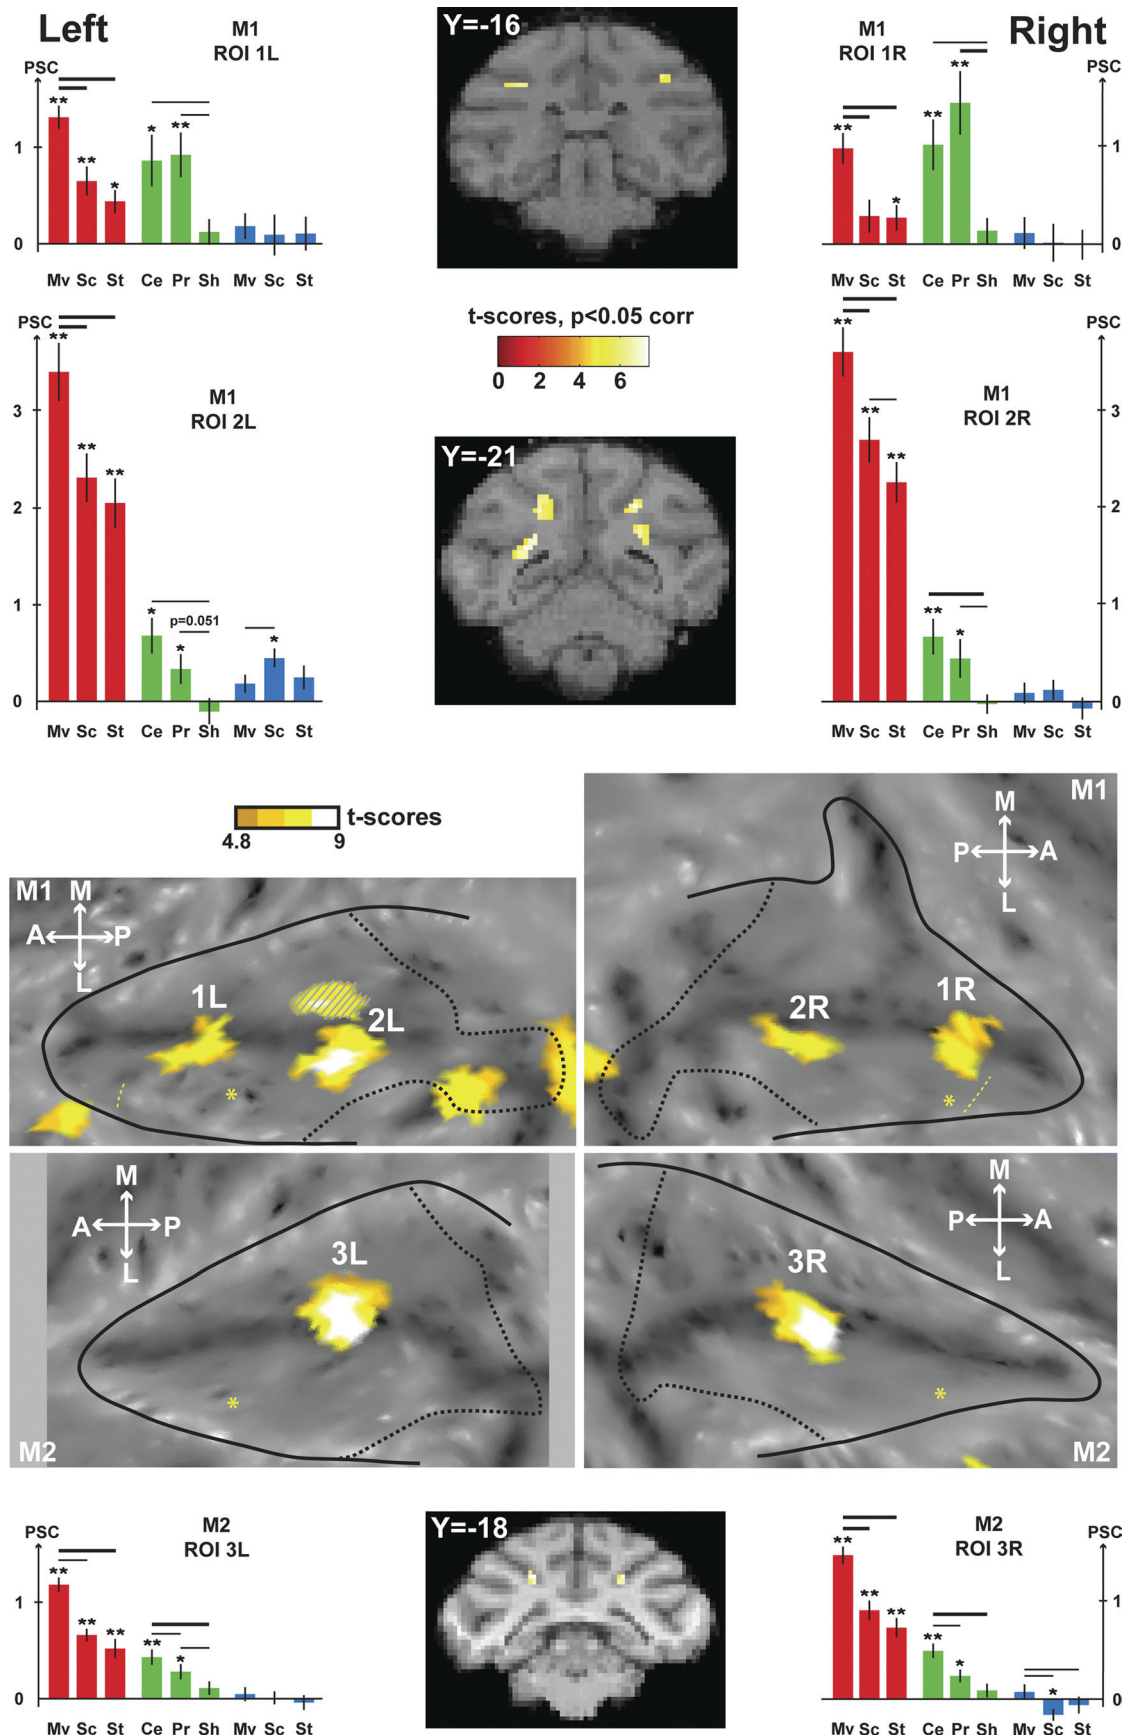 Left
M1
ROI 1L
PSC
1
0
** ** * * **
Mv Sc St Ce Pr Sh Mv Sc St
Y=-16
M1
ROI 1R
Right
PSC
1
0
** * ** **
Mv Sc St Ce Pr Sh Mv Sc St
t-scores, p<0.05 corr
0 2 4 6
PSC
M1
ROI 2L
3
2
1
0
** ** ** * * *
p=0.051
Mv Sc St Ce Pr Sh Mv Sc St
Y=-21
PSC
M1
ROI 2R
3
2
1
0
** ** ** ** *
Mv Sc St Ce Pr Sh Mv Sc St
t-scores
4.8 9
M1
M
A P
L
1L
2L
*
M1
M
P A
L
2R
1R
*
M
A P
L
3L
*
M2
M
P A
L
3R
*
M2
PSC
M2
ROI 3L
1
0
** ** ** ** *
Mv Sc St Ce Pr Sh Mv Sc St
Y=-18
M2
ROI 3R
PSC
1
0
** ** ** ** * *
Mv Sc St Ce Pr Sh Mv Sc St